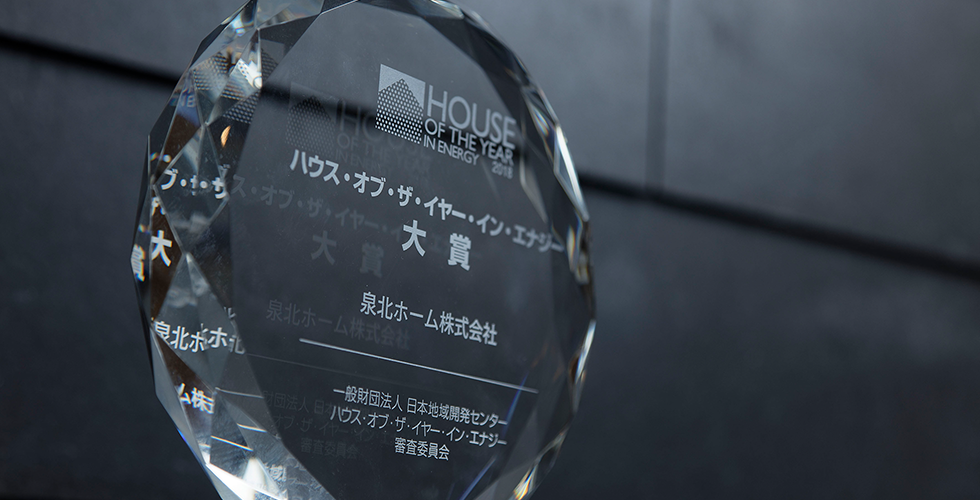 HOUSE
OF THE YEAR
IN ENERGY 2018
ハウス・オブ・ザ・イヤー・イン・エナジー
大賞
泉北ホーム株式会社
一般財団法人 日本地域開発センター
ハウス・オブ・ザ・イヤー・イン・エナジー
審査委員会